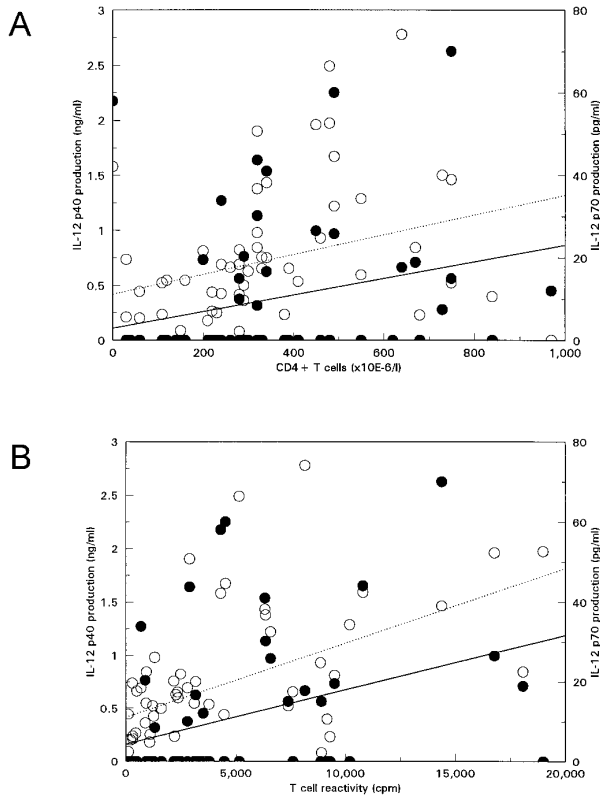 A
3
2.5
2
1.5
1
0.5
0
IL-12 p40 production (ng/ml)
80
60
40
20
0
IL-12 p70 production (pg/ml)
0 200 400 600 800 1,000
CD4+ T cells (x10E-6/l)
B
3
2.5
2
1.5
1
0.5
0
IL-12 p40 production (ng/ml)
80
60
40
20
0
IL-12 p70 production (pg/ml)
0 5,000 10,000 15,000 20,000
T cell reactivity (cpm)